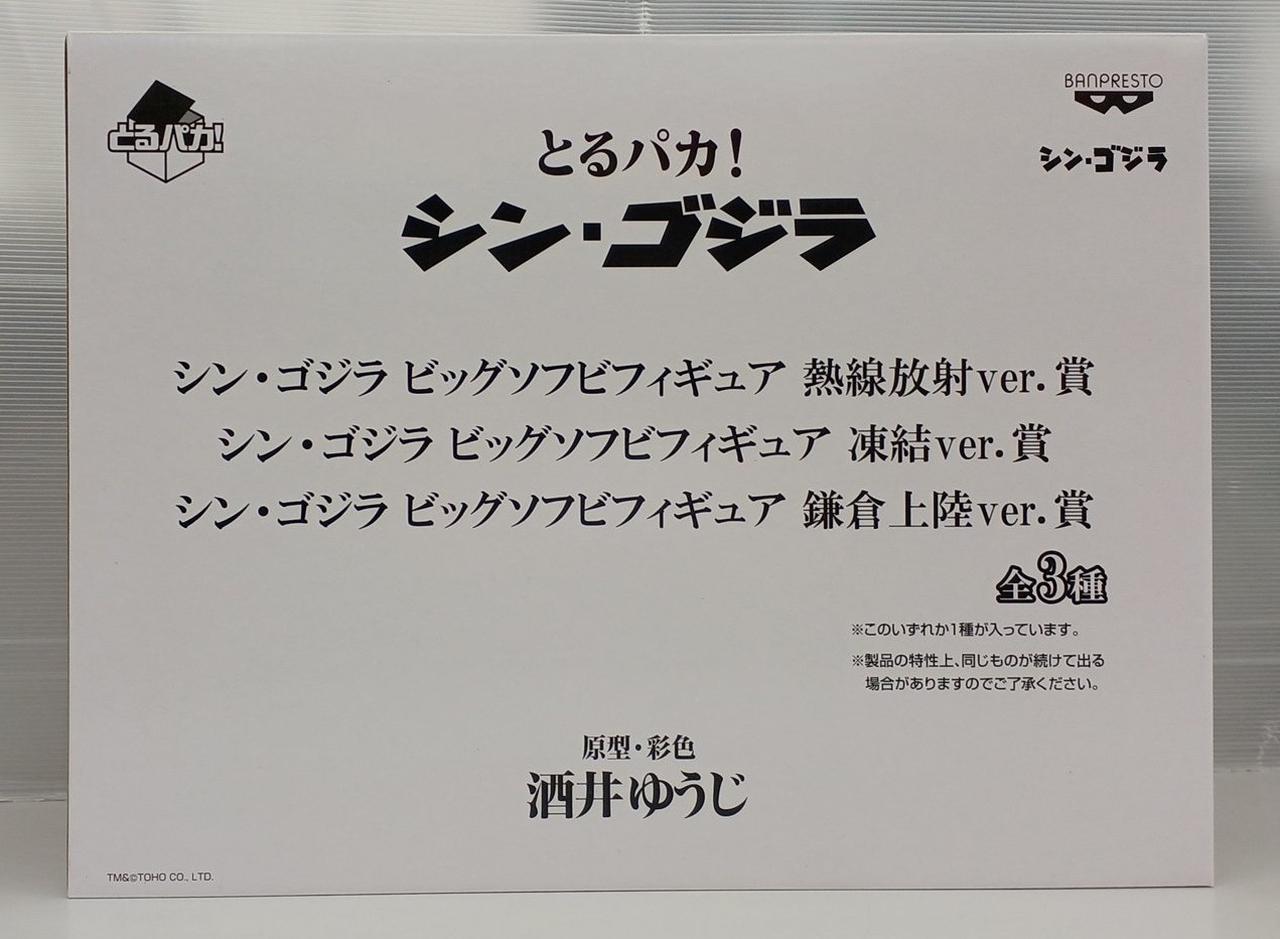 とるパカ!
BANPRESTO
シン・ゴジラ
とるパカ!
シン・ゴジラ
シン・ゴジラ ビッグソフビフィギュア 熱線放射ver.賞
シン・ゴジラ ビッグソフビフィギュア 凍結ver.賞
シン・ゴジラ ビッグソフビフィギュア 鎌倉上陸ver.賞
全3種
※このいずれか1種が入っています。
※製品の特性上、同じものが続けて出る
場合がありますのでご了承ください。
原型・彩色
酒井ゆうじ
TM&©TOHO CO., LTD.